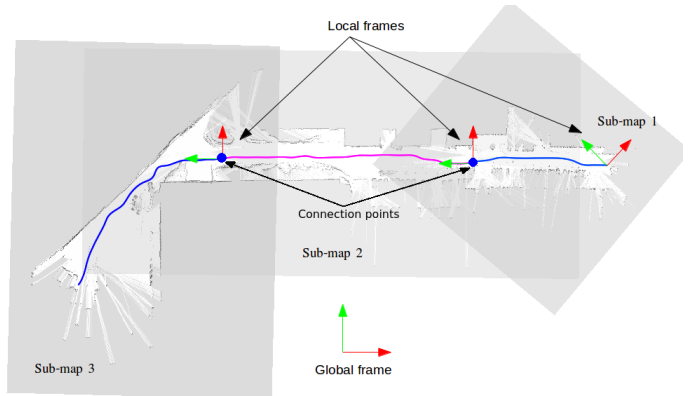 Local frames
Sub-map 1
Connection points
Sub-map 2
Global frame
Sub-map 3